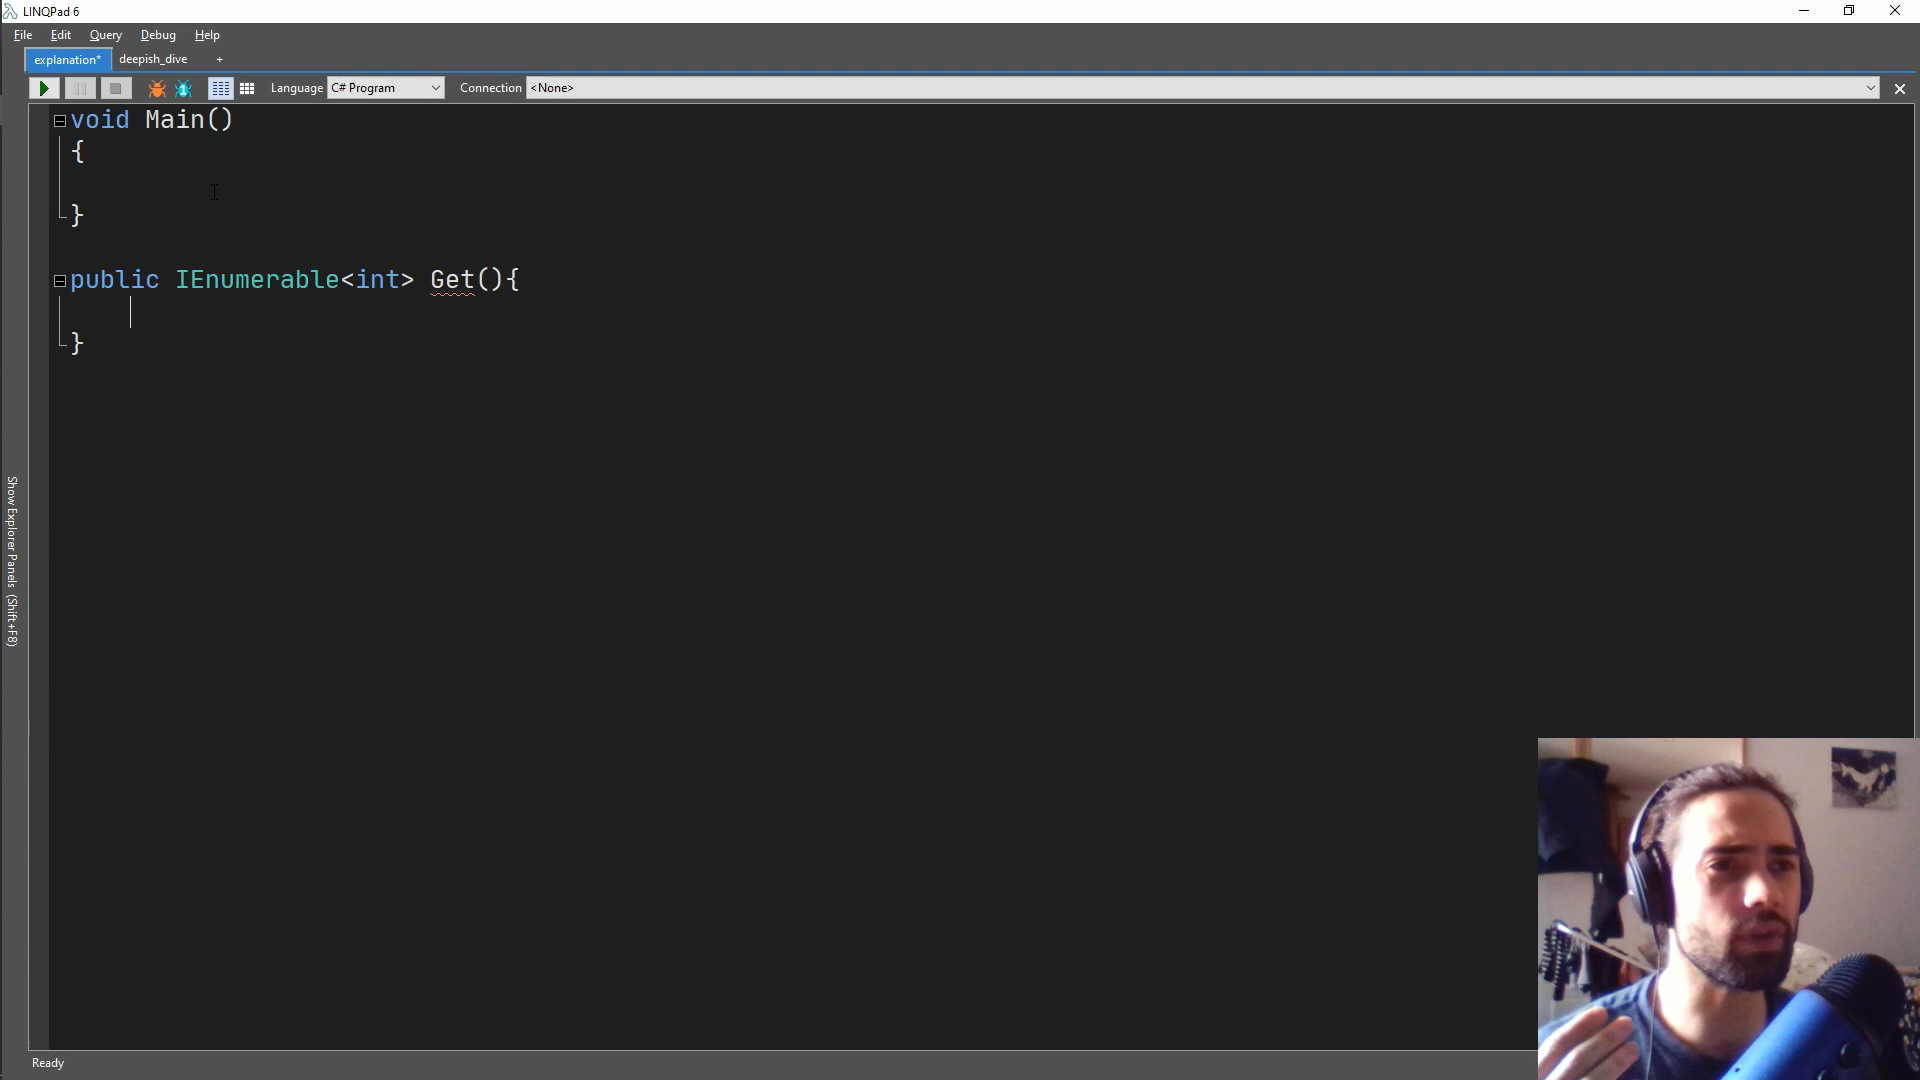 LINQPad 6
File Edit Query Debug Help
explanation* deepish_dive +
Language C# Program Connection <None>
void Main()
{
}
public IEnumerable<int> Get(){
}
Show Explorer Panels (Shift+F8)
Ready